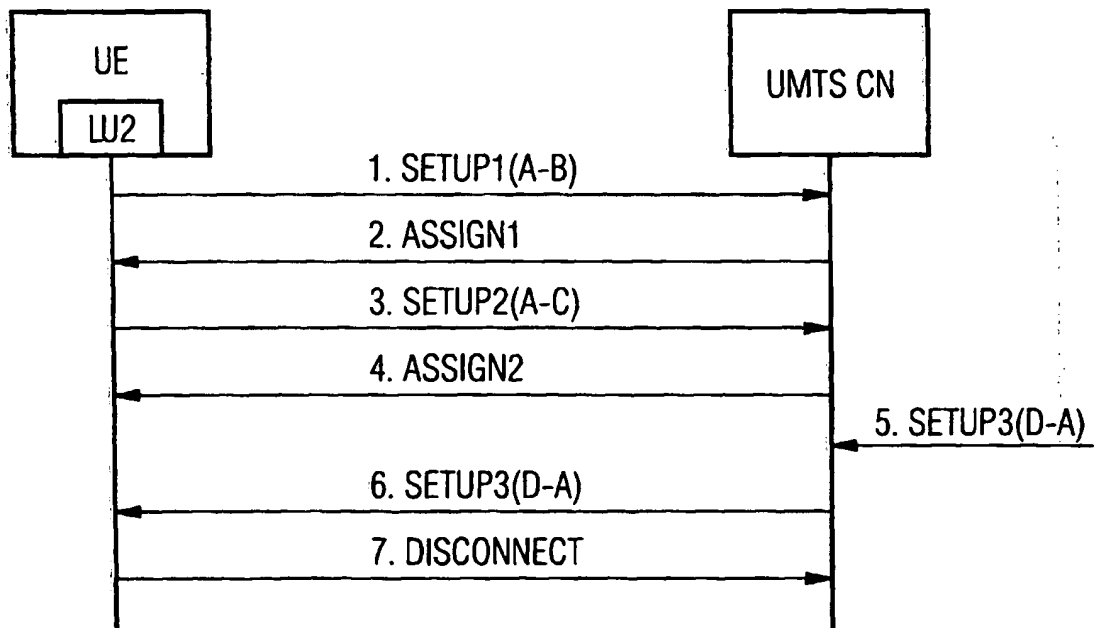 UE
LU2
UMTS CN
1. SETUP1(A-B)
2. ASSIGN1
3. SETUP2(A-C)
4. ASSIGN2
5. SETUP3(D-A)
6. SETUP3(D-A)
7. DISCONNECT